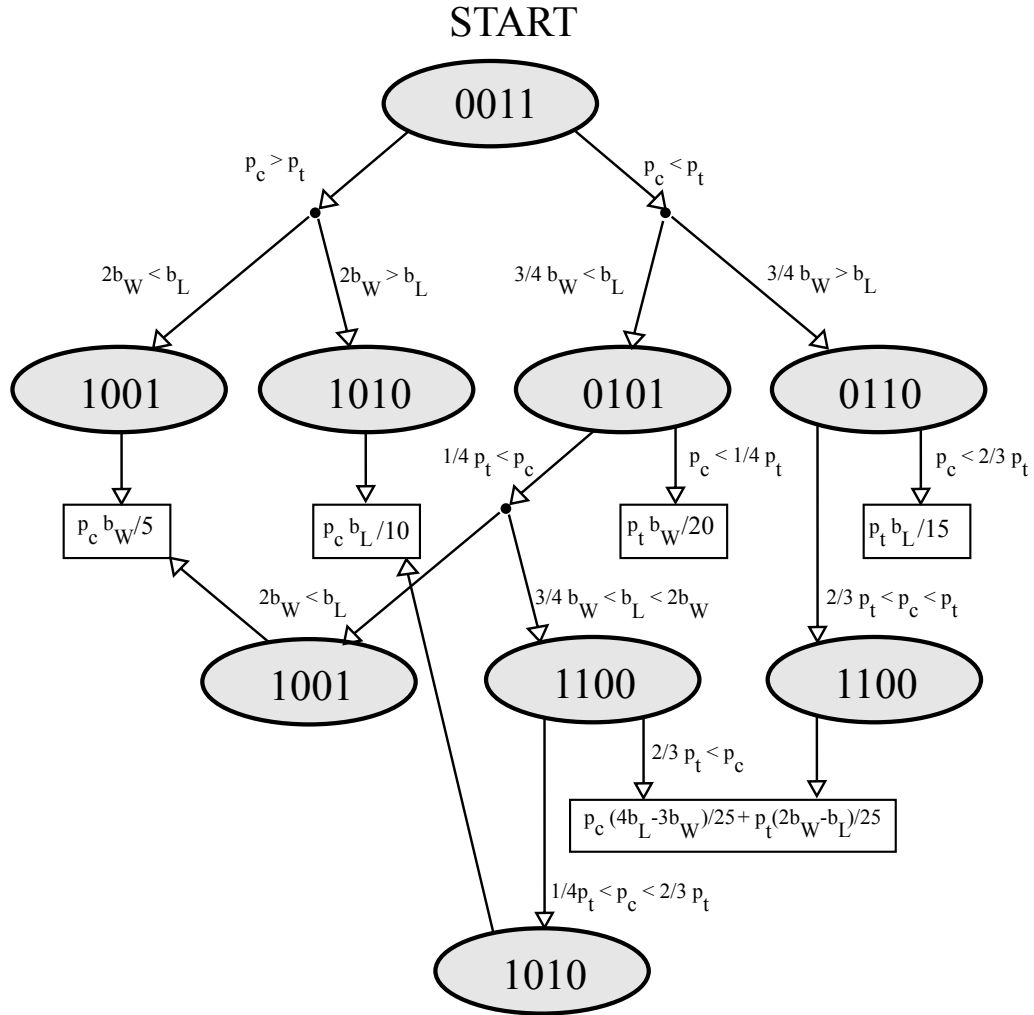 START
0011
p_c > p_t
p_c < p_t
2b_W < b_L
2b_W > b_L
3/4 b_W < b_L
3/4 b_W > b_L
1001
1010
0101
0110
1/4 p_t < p_c
p_c < 1/4 p_t
p_c < 2/3 p_t
p_c b_W/5
p_c b_L/10
p_t b_W/20
p_t b_L/15
2b_W < b_L
3/4 b_W < b_L < 2b_W
2/3 p_t < p_c < p_t
1001
1100
1100
2/3 p_t < p_c
p_c (4b_L-3b_W)/25 + p_t(2b_W-b_L)/25
1/4p_t < p_c < 2/3 p_t
1010